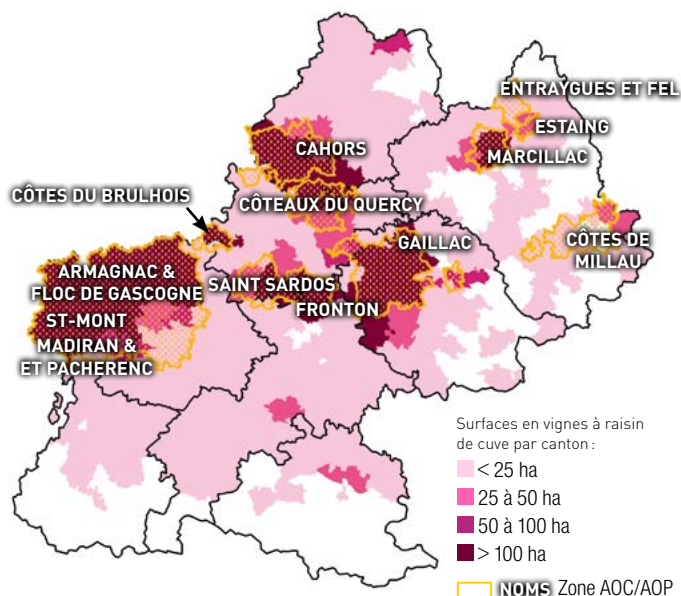 ENTRAYGUES ET FEL
ESTAING
CAHORS
MARCILLAC
CÔTES DU BRULHOIS
CÔTEAUX DU QUERCY
GAILLAC
CÔTES DE
MILLAU
ARMAGNAC &
FLOC DE GASCOGNE
SAINT SARDOS
FRONTON
ST-MONT
MADIRAN &
ET PACHERENC
Surfaces en vignes à raisin
de cuve par canton :
< 25 ha
25 à 50 ha
50 à 100 ha
> 100 ha
NOMS Zone AOC/AOP